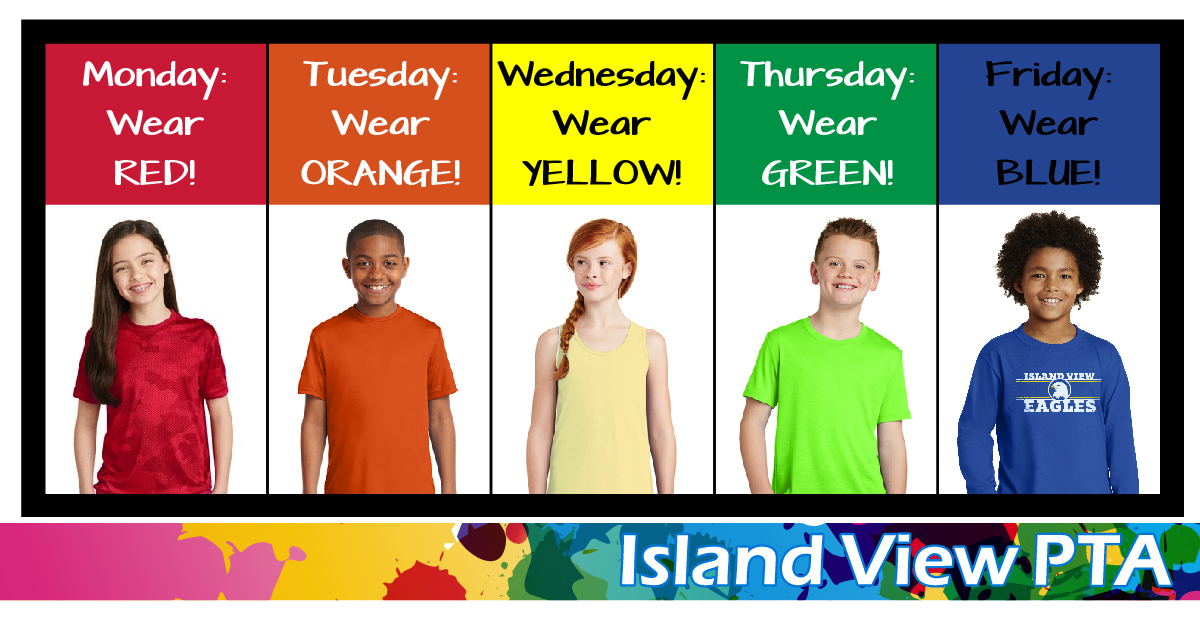 Monday:
Wear
RED!
Tuesday:
Wear
ORANGE!
Wednesday:
Wear
YELLOW!
Thursday:
Wear
GREEN!
Friday:
Wear
BLUE!
ISLAND VIEW
EAGLES
Island View PTA